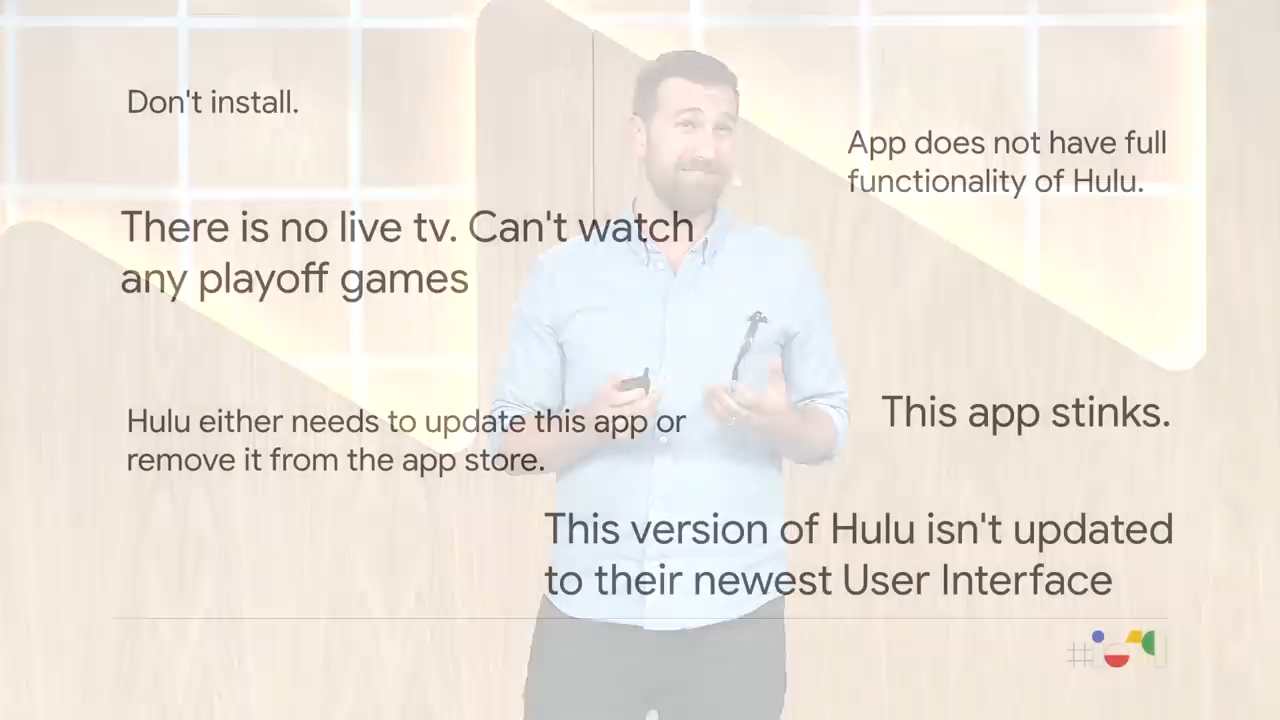 Don't install.
App does not have full
functionality of Hulu.
There is no live tv. Can't watch
any playoff games
Hulu either needs to update this app or
remove it from the app store.
This app stinks.
This version of Hulu isn't updated
to their newest User Interface
#io19